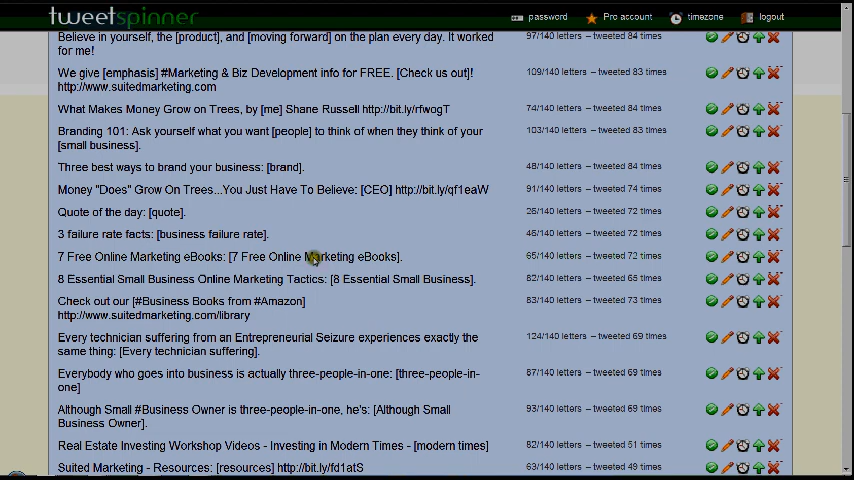 tweetspinner
password Pro account timezone logout
Believe in yourself, the [product], and [moving forward] on the plan every day. It worked 97/140 letters – tweeted 84 times
for me!
We give [emphasis] #Marketing & Biz Development info for FREE. [Check us out]! 109/140 letters – tweeted 83 times
http://www.suitedmarketing.com
What Makes Money Grow on Trees, by [me] Shane Russell http://bit.ly/rfwogT 74/140 letters – tweeted 84 times
Branding 101: Ask yourself what you want [people] to think of when they think of your 103/140 letters – tweeted 83 times
[small business].
Three best ways to brand your business: [brand]. 48/140 letters – tweeted 84 times
Money "Does" Grow On Trees...You Just Have To Believe: [CEO] http://bit.ly/qf1eaW 91/140 letters – tweeted 74 times
Quote of the day: [quote]. 26/140 letters – tweeted 72 times
3 failure rate facts: [business failure rate]. 46/140 letters – tweeted 72 times
7 Free Online Marketing eBooks: [7 Free Online Marketing eBooks]. 65/140 letters – tweeted 72 times
8 Essential Small Business Online Marketing Tactics: [8 Essential Small Business]. 82/140 letters – tweeted 65 times
Check out our [#Business Books from #Amazon] 83/140 letters – tweeted 73 times
http://www.suitedmarketing.com/library
Every technician suffering from an Entrepreneurial Seizure experiences exactly the 124/140 letters – tweeted 69 times
same thing: [Every technician suffering].
Everybody who goes into business is actually three-people-in-one: [three-people-in- 87/140 letters – tweeted 69 times
one]
Although Small #Business Owner is three-people-in-one, he's: [Although Small 93/140 letters – tweeted 69 times
Business Owner].
Real Estate Investing Workshop Videos - Investing in Modern Times - [modern times] 82/140 letters – tweeted 51 times
Suited Marketing - Resources: [resources] http://bit.ly/fd1atS 63/140 letters – tweeted 49 times